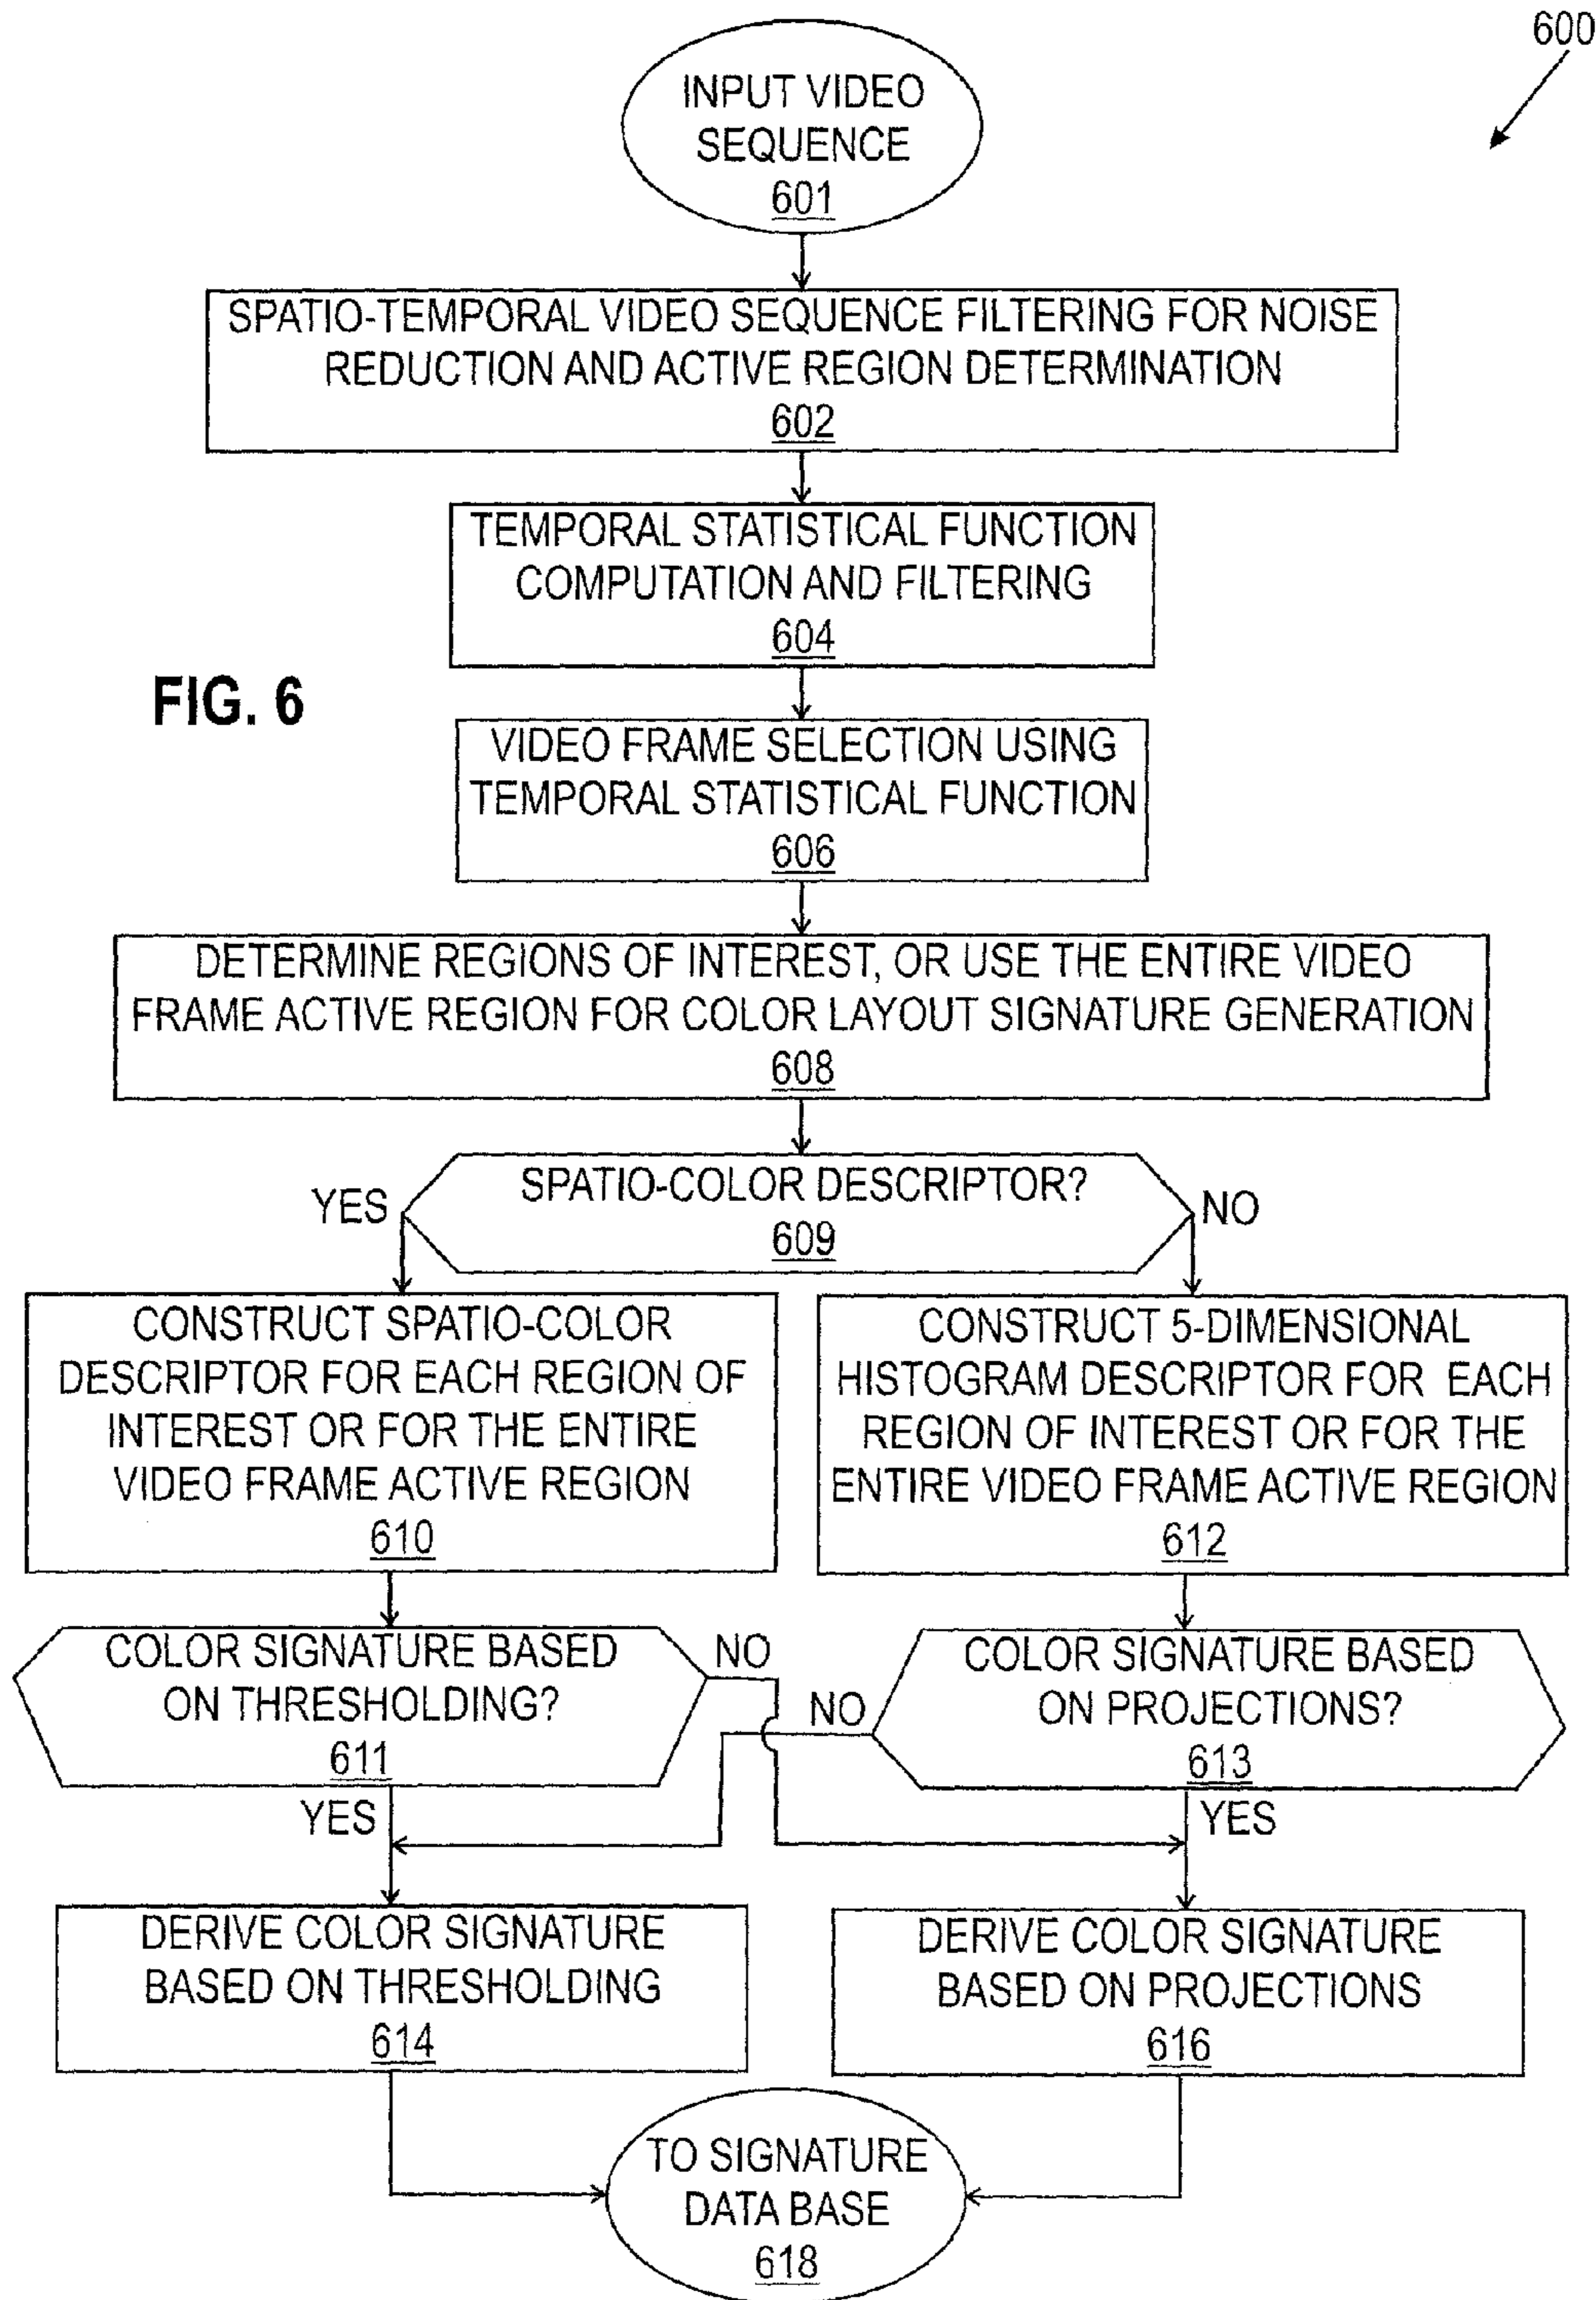 600
INPUT VIDEO
SEQUENCE
601
SPATIO-TEMPORAL VIDEO SEQUENCE FILTERING FOR NOISE
REDUCTION AND ACTIVE REGION DETERMINATION
602
TEMPORAL STATISTICAL FUNCTION
COMPUTATION AND FILTERING
604
FIG. 6
VIDEO FRAME SELECTION USING
TEMPORAL STATISTICAL FUNCTION
606
DETERMINE REGIONS OF INTEREST, OR USE THE ENTIRE VIDEO
FRAME ACTIVE REGION FOR COLOR LAYOUT SIGNATURE GENERATION
608
SPATIO-COLOR DESCRIPTOR?
609
YES
NO
CONSTRUCT SPATIO-COLOR
DESCRIPTOR FOR EACH REGION OF
INTEREST OR FOR THE ENTIRE
VIDEO FRAME ACTIVE REGION
610
CONSTRUCT 5-DIMENSIONAL
HISTOGRAM DESCRIPTOR FOR EACH
REGION OF INTEREST OR FOR THE
ENTIRE VIDEO FRAME ACTIVE REGION
612
COLOR SIGNATURE BASED
ON THRESHOLDING?
611
NO
YES
COLOR SIGNATURE BASED
ON PROJECTIONS?
613
NO
YES
DERIVE COLOR SIGNATURE
BASED ON THRESHOLDING
614
DERIVE COLOR SIGNATURE
BASED ON PROJECTIONS
616
TO SIGNATURE
DATA BASE
618